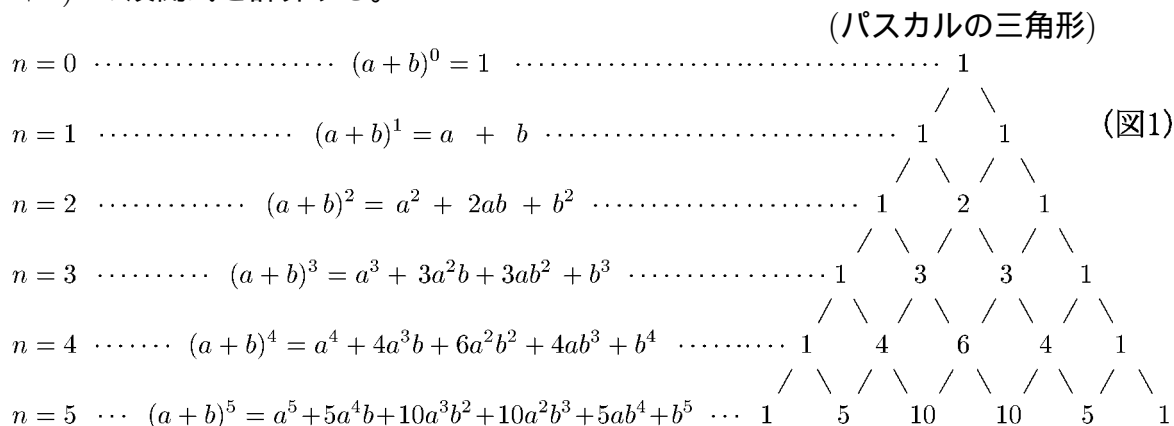 (パスカルの三角形)
n = 0 ····················· (a + b)^0 = 1 ····································· 1
(図1)
n = 1 ················· (a + b)^1 = a + b ······························ 1 1
n = 2 ············· (a + b)^2 = a^2 + 2ab + b^2 ······················· 1 2 1
n = 3 ·········· (a + b)^3 = a^3 + 3a^2b + 3ab^2 + b^3 ················· 1 3 3 1
n = 4 ······· (a + b)^4 = a^4 + 4a^3b + 6a^2b^2 + 4ab^3 + b^4 ·········· 1 4 6 4 1
n = 5 ··· (a + b)^5 = a^5+5a^4b+10a^3b^2+10a^2b^3+5ab^4+b^5 ··· 1 5 10 10 5 1